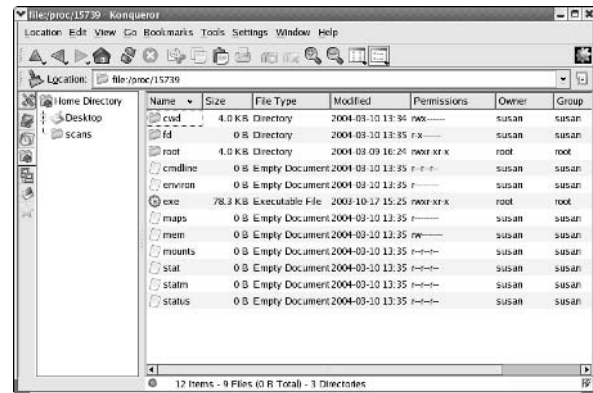 file:/proc/15739 - Konqueror
Location Edit View Go Bookmarks Tools Settings Window Help
Location: file:/proc/15739
Home Directory
Desktop
scans
Name Size File Type Modified Permissions Owner Group
cwd 4.0 KB Directory 2004-03-10 13:34 rwx------ susan susan
fd 0 B Directory 2004-03-10 13:35 r-x------ susan susan
root 4.0 KB Directory 2004-03-09 16:24 rwxr-xr-x root root
cmdline 0 B Empty Document 2004-03-10 13:35 r--r--r-- susan susan
environ 0 B Empty Document 2004-03-10 13:35 r-------- susan susan
exe 78.3 KB Executable File 2003-10-17 15:25 rwxr-xr-x root root
maps 0 B Empty Document 2004-03-10 13:35 r-------- susan susan
mem 0 B Empty Document 2004-03-10 13:35 rw------- susan susan
mounts 0 B Empty Document 2004-03-10 13:35 r--r--r-- susan susan
stat 0 B Empty Document 2004-03-10 13:35 r--r--r-- susan susan
statm 0 B Empty Document 2004-03-10 13:35 r--r--r-- susan susan
status 0 B Empty Document 2004-03-10 13:35 r--r--r-- susan susan
12 Items - 9 Files (0 B Total) - 3 Directories